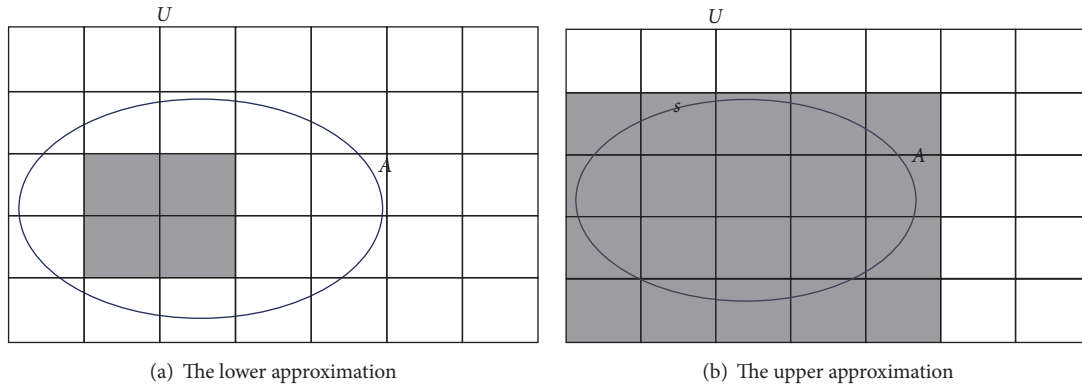 U
A
(a) The lower approximation
U
s
A
(b) The upper approximation